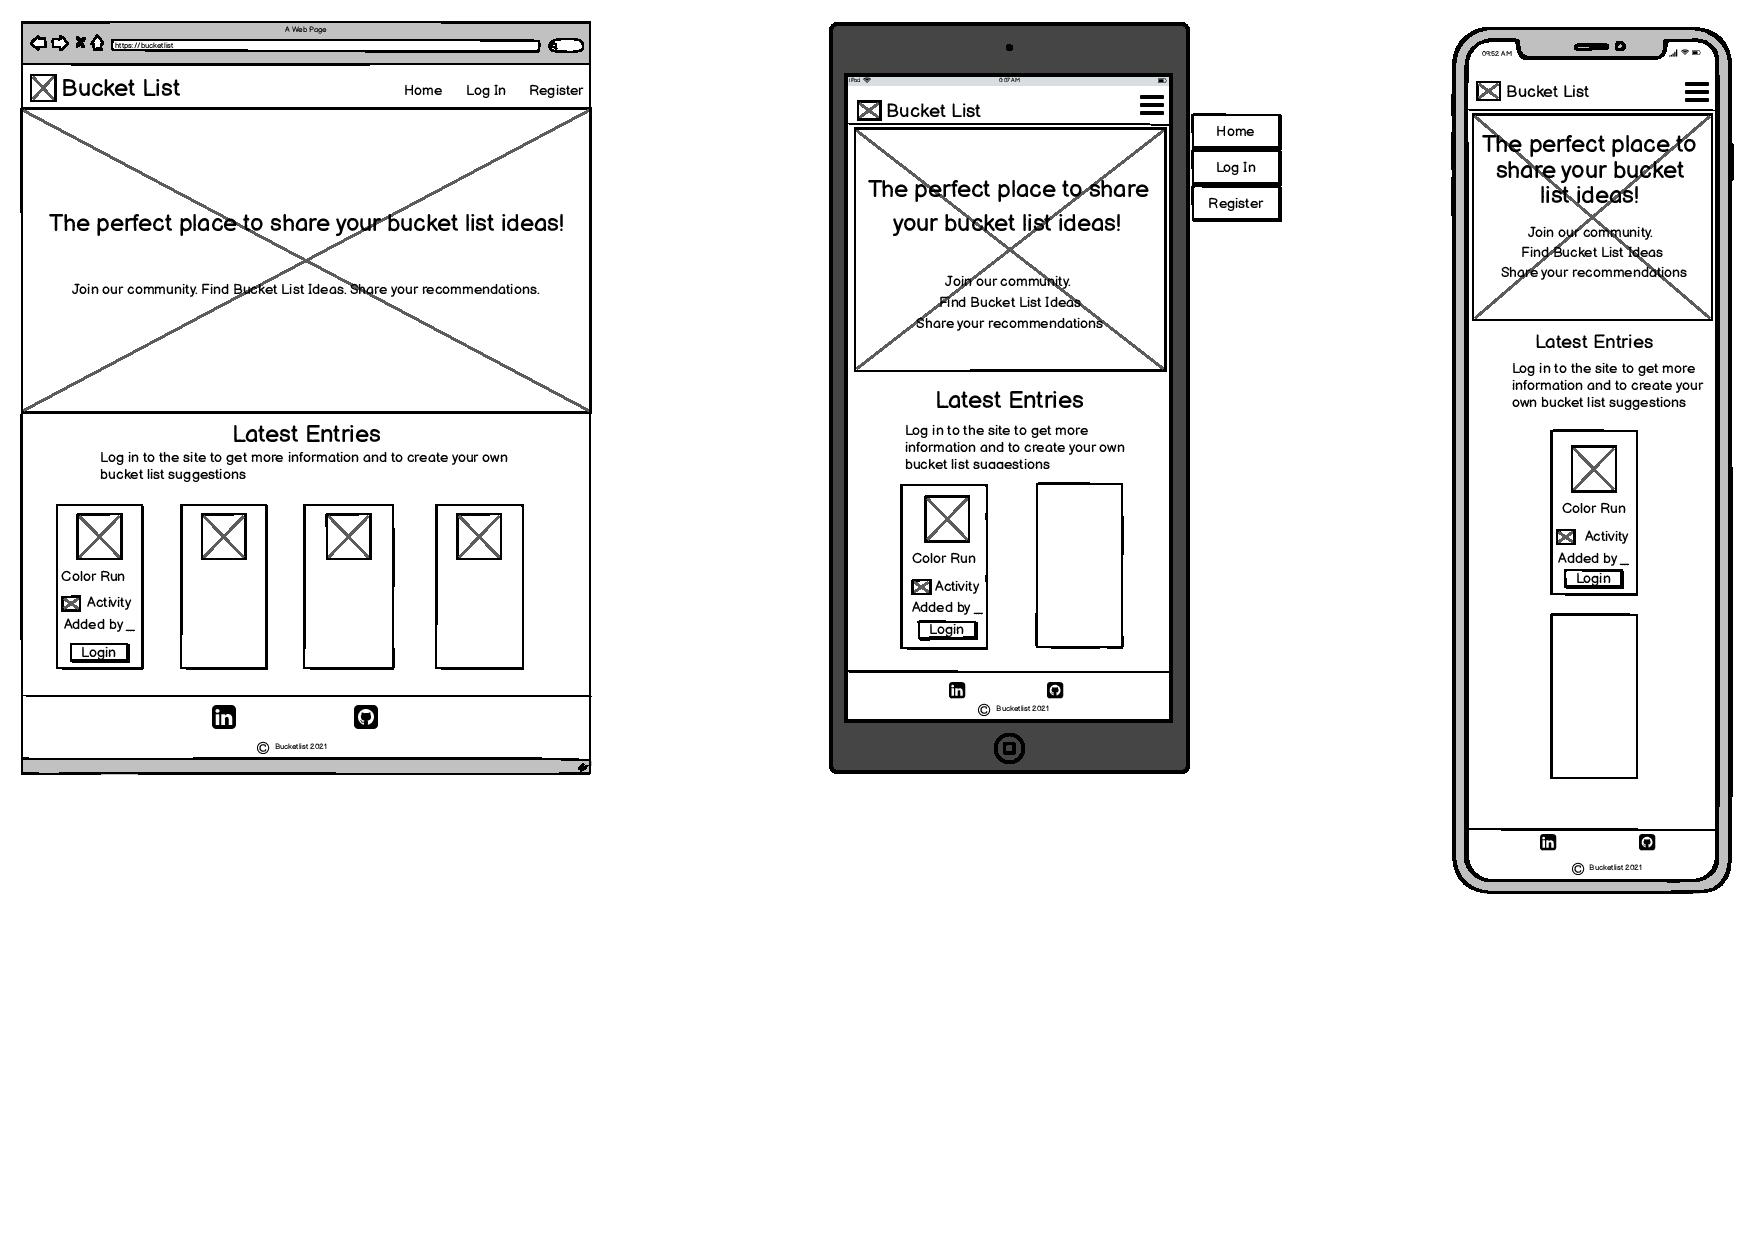 A Web Page
https://bucketlist
Bucket List
Home Log In Register
The perfect place to share your bucket list ideas!
Join our community. Find Bucket List Ideas. Share your recommendations.
Latest Entries
Log in to the site to get more information and to create your own
bucket list suggestions
Color Run
Activity
Added by _
Login
Bucketlist 2021
iPad
Bucket List
Home
Log In
Register
The perfect place to share
your bucket list ideas!
Join our community.
Find Bucket List Ideas
Share your recommendations
Latest Entries
Log in to the site to get more
information and to create your own
bucket list suggestions
Color Run
Activity
Added by _
Login
Bucketlist 2021
09:52 AM
Bucket List
The perfect place to
share your bucket
list ideas!
Join our community.
Find Bucket List Ideas
Share your recommendations
Latest Entries
Log in to the site to get more
information and to create your
own bucket list suggestions
Color Run
Activity
Added by _
Login
Bucketlist 2021